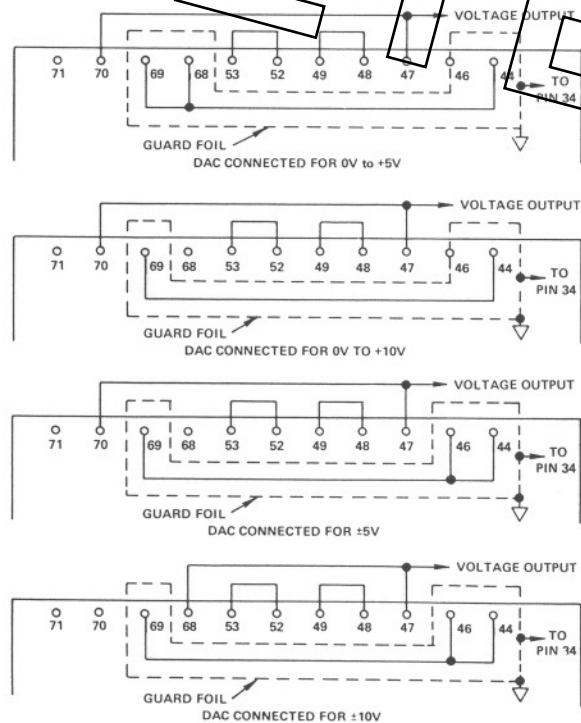 VOLTAGE OUTPUT
71 70 69 68 53 52 49 48 47 46 44
TO
PIN 34
GUARD FOIL
DAC CONNECTED FOR 0V to +5V
VOLTAGE OUTPUT
71 70 69 68 53 52 49 48 47 46 44
TO
PIN 34
GUARD FOIL
DAC CONNECTED FOR 0V TO +10V
VOLTAGE OUTPUT
71 70 69 68 53 52 49 48 47 46 44
TO
PIN 34
GUARD FOIL
DAC CONNECTED FOR ±5V
VOLTAGE OUTPUT
71 70 69 68 53 52 49 48 47 46 44
TO
PIN 34
GUARD FOIL
DAC CONNECTED FOR ±10V